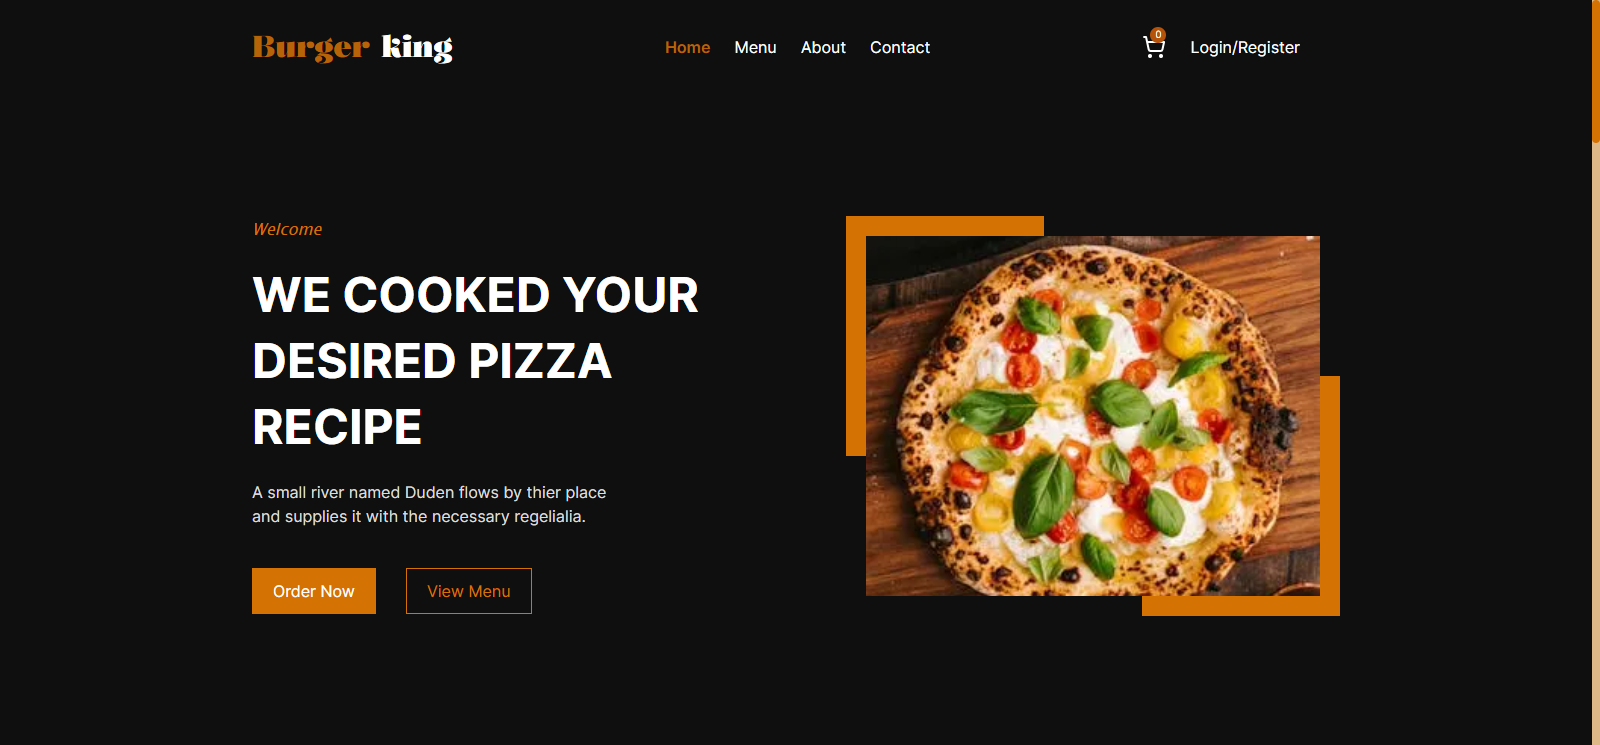 Burger king
Home Menu About Contact
0
Login/Register
Welcome
WE COOKED YOUR
DESIRED PIZZA
RECIPE
A small river named Duden flows by thier place
and supplies it with the necessary regelialia.
Order Now View Menu